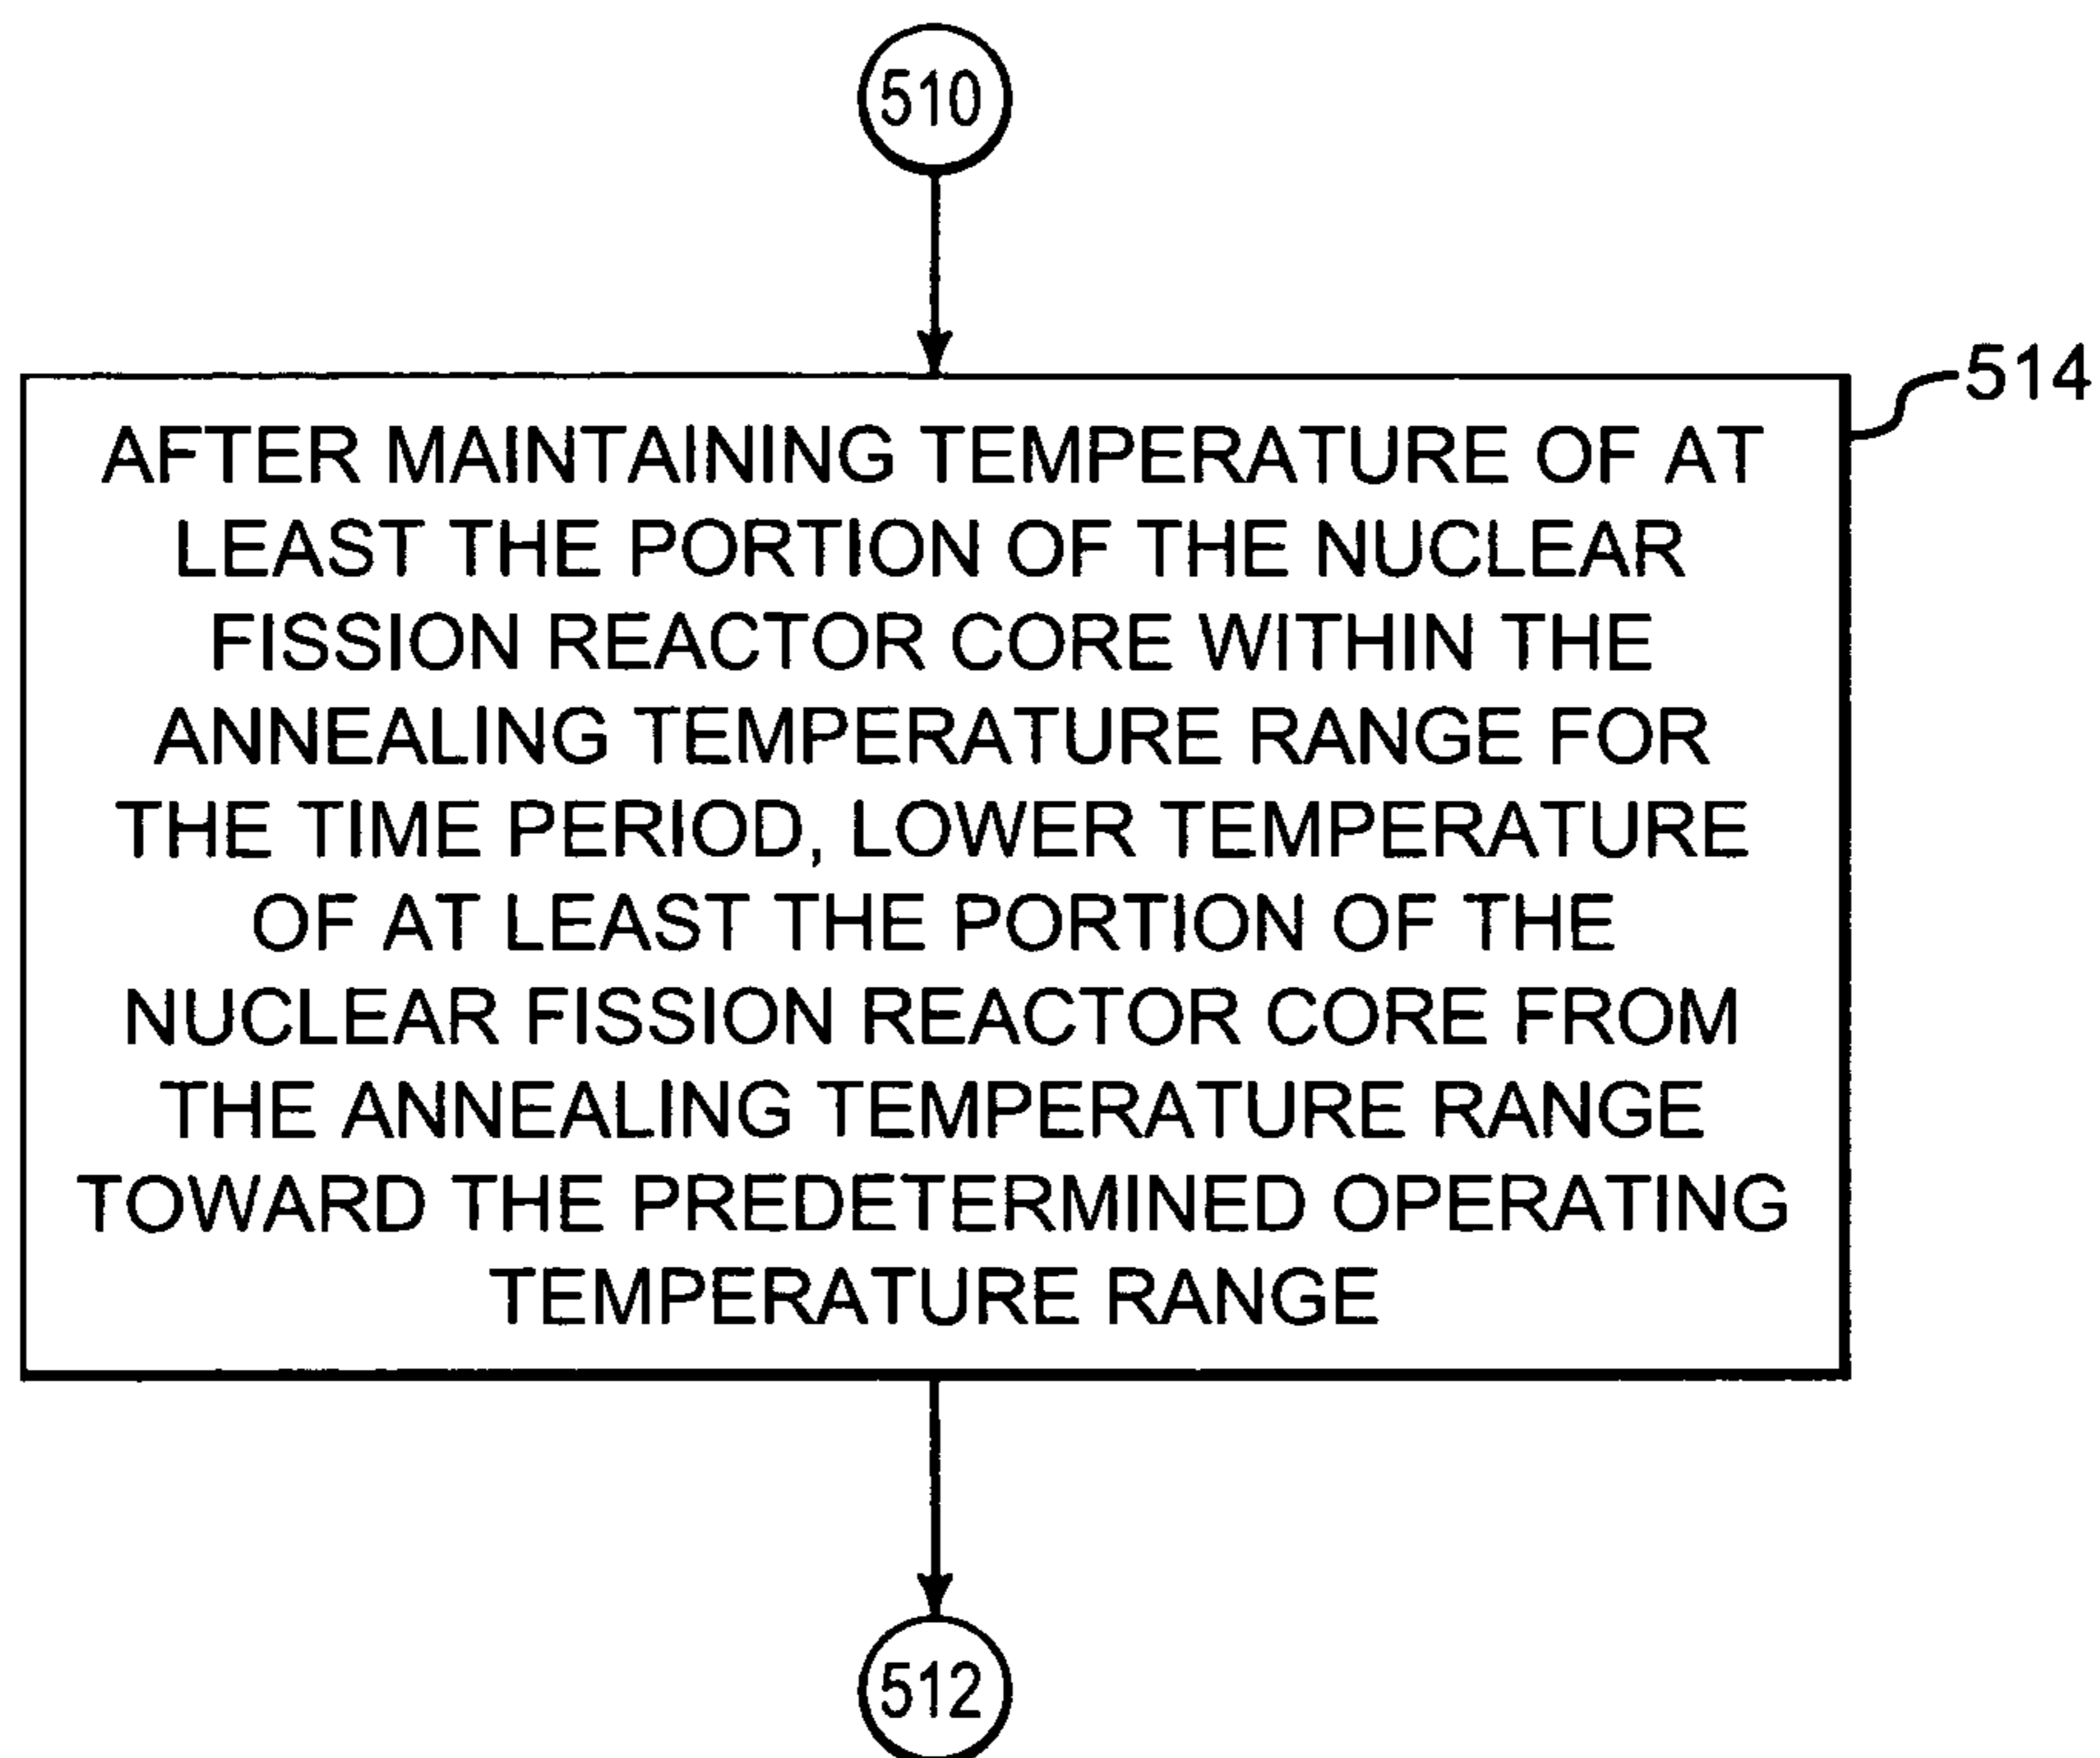 510
514
AFTER MAINTAINING TEMPERATURE OF AT
LEAST THE PORTION OF THE NUCLEAR
FISSION REACTOR CORE WITHIN THE
ANNEALING TEMPERATURE RANGE FOR
THE TIME PERIOD, LOWER TEMPERATURE
OF AT LEAST THE PORTION OF THE
NUCLEAR FISSION REACTOR CORE FROM
THE ANNEALING TEMPERATURE RANGE
TOWARD THE PREDETERMINED OPERATING
TEMPERATURE RANGE
512